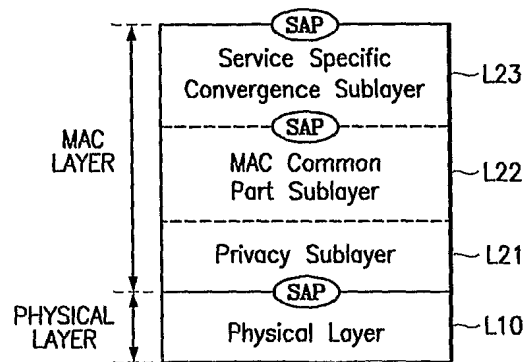 SAP
Service Specific
Convergence Sublayer
L23
SAP
MAC
LAYER
MAC Common
Part Sublayer
L22
Privacy Sublayer
L21
SAP
PHYSICAL
LAYER
Physical Layer
L10